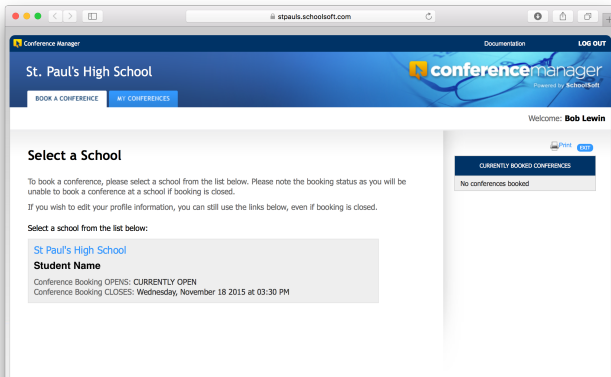 stpauls.schoolsoft.com
Conference Manager
Documentation
LOG OUT
St. Paul's High School
conferencemanager
Powered by SchoolSoft
BOOK A CONFERENCE
MY CONFERENCES
Welcome: Bob Lewin
Print
EXIT
Select a School
To book a conference, please select a school from the list below. Please note the booking status as you will be
unable to book a conference at a school if booking is closed.
If you wish to edit your profile information, you can still use the links below, even if booking is closed.
Select a school from the list below:
St Paul's High School
Student Name
Conference Booking OPENS: CURRENTLY OPEN
Conference Booking CLOSES: Wednesday, November 18 2015 at 03:30 PM
CURRENTLY BOOKED CONFERENCES
No conferences booked